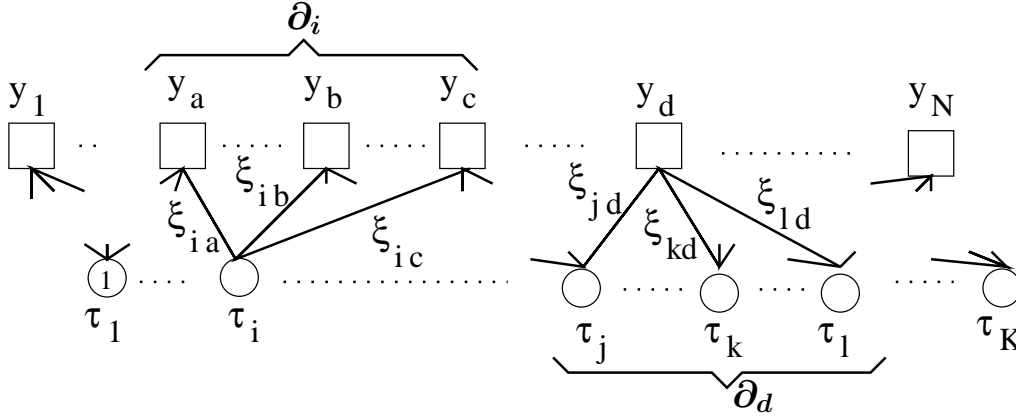 ∂i
y1 ya yb yc yd yN
ξib ξjd ξld
ξia ξic ξkd
1
τ1 τi τj τk τl τK
∂d